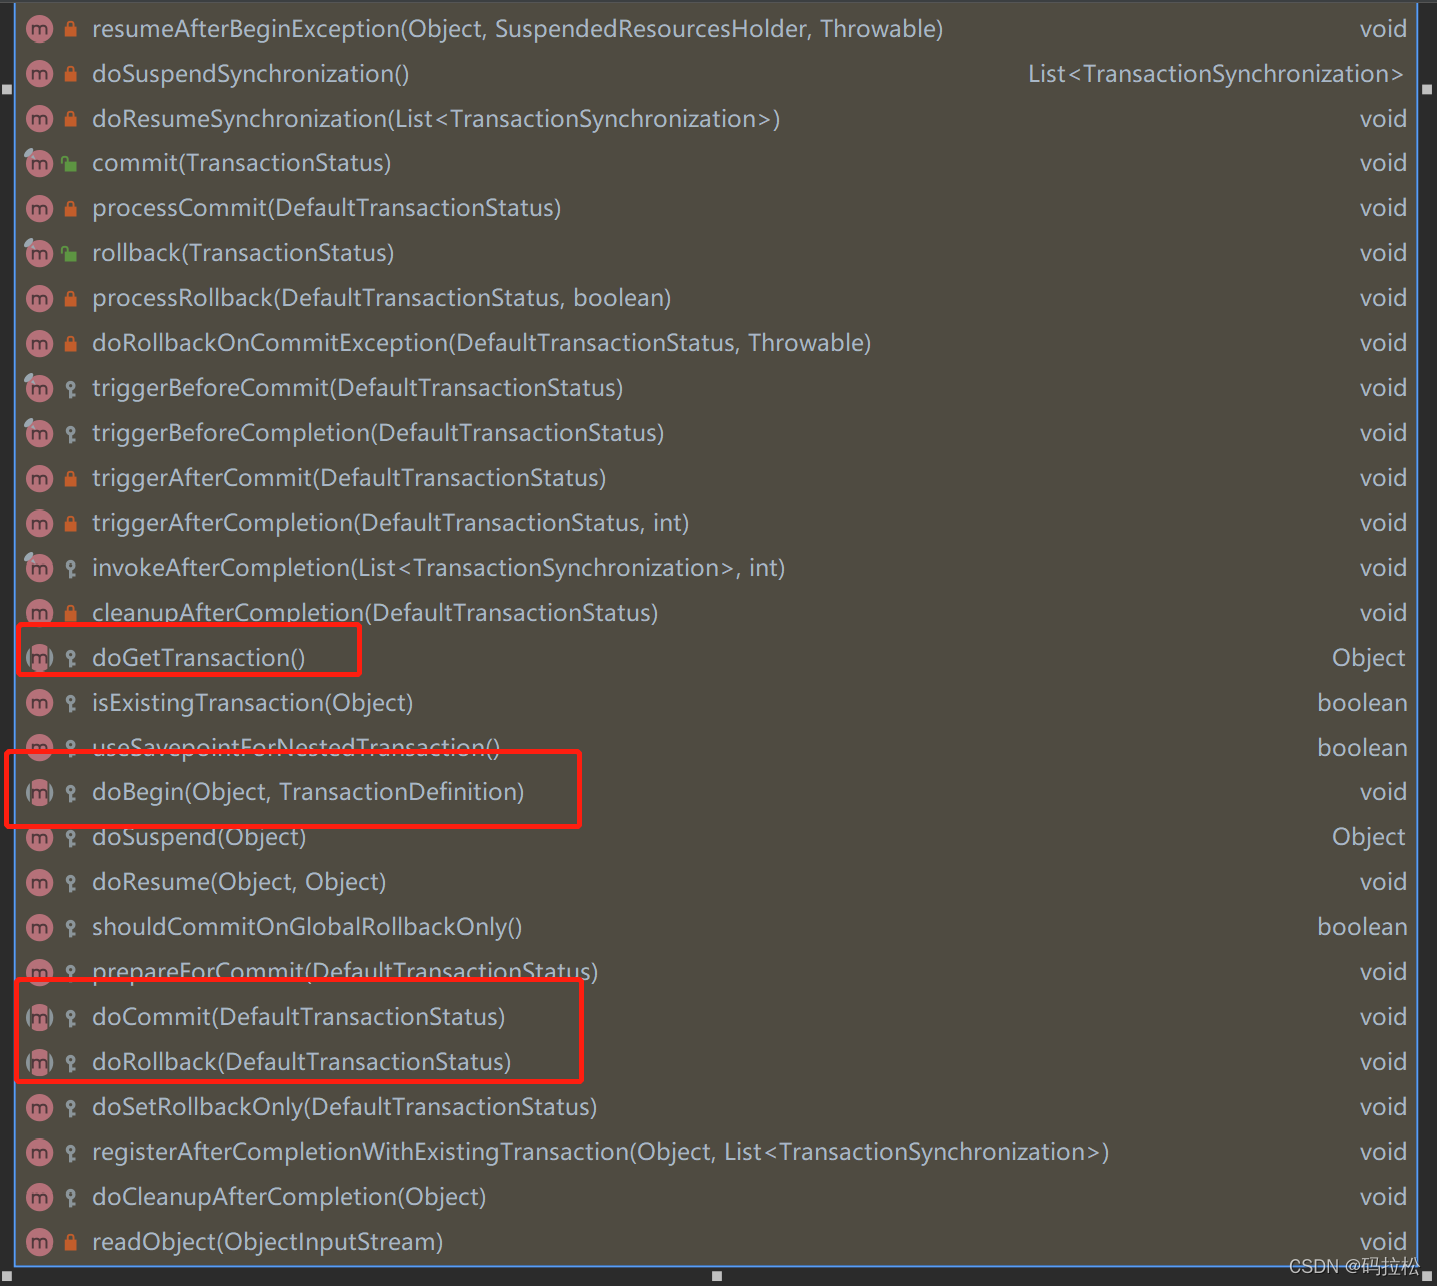 resumeAfterBeginException(Object, SuspendedResourcesHolder, Throwable) void
doSuspendSynchronization() List<TransactionSynchronization>
doResumeSynchronization(List<TransactionSynchronization>) void
commit(TransactionStatus) void
processCommit(DefaultTransactionStatus) void
rollback(TransactionStatus) void
processRollback(DefaultTransactionStatus, boolean) void
doRollbackOnCommitException(DefaultTransactionStatus, Throwable) void
triggerBeforeCommit(DefaultTransactionStatus) void
triggerBeforeCompletion(DefaultTransactionStatus) void
triggerAfterCommit(DefaultTransactionStatus) void
triggerAfterCompletion(DefaultTransactionStatus, int) void
invokeAfterCompletion(List<TransactionSynchronization>, int) void
cleanupAfterCompletion(DefaultTransactionStatus) void
doGetTransaction() Object
isExistingTransaction(Object) boolean
useSavepointForNestedTransaction() boolean
doBegin(Object, TransactionDefinition) void
doSuspend(Object) Object
doResume(Object, Object) void
shouldCommitOnGlobalRollbackOnly() boolean
prepareForCommit(DefaultTransactionStatus) void
doCommit(DefaultTransactionStatus) void
doRollback(DefaultTransactionStatus) void
doSetRollbackOnly(DefaultTransactionStatus) void
registerAfterCompletionWithExistingTransaction(Object, List<TransactionSynchronization>) void
doCleanupAfterCompletion(Object) void
readObject(ObjectInputStream) void
CSDN @码拉松